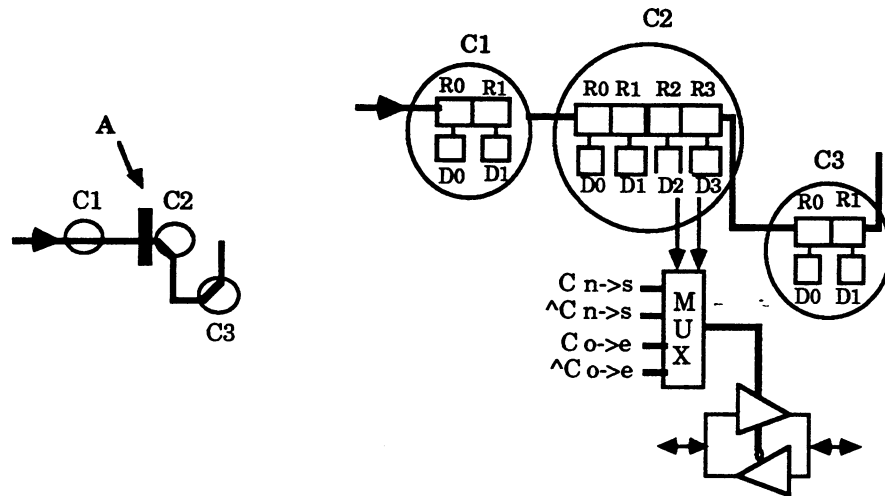 A
C1
C2
C3
C1
R0 R1
D0 D1
C2
R0 R1 R2 R3
D0 D1 D2 D3
C3
R0 R1
D0 D1
C n->s
^C n->s
C o->e
^C o->e
M
U
X